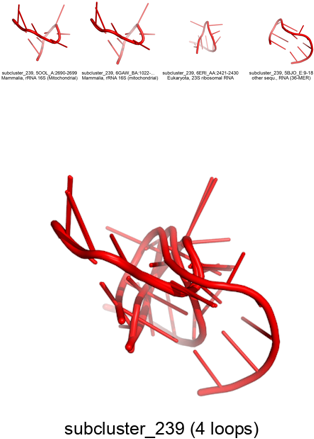 subcluster_239, 5OOL_A:2690-2699
Mammalia, rRNA 16S (Mitochondrial)
subcluster_239, 6GAW_BA:1022-...
Mammalia, rRNA 16S (mitochondrial)
subcluster_239, 6ERI_AA:2421-2430
Eukaryota, 23S ribosomal RNA
subcluster_239, 5BJO_E:9-18
other sequ., RNA (36-MER)
subcluster_239 (4 loops)